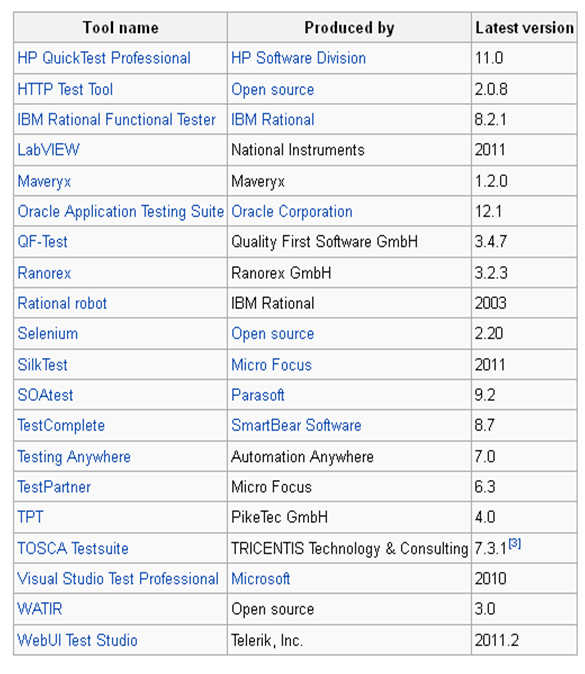 Tool name Produced by Latest version
HP QuickTest Professional HP Software Division 11.0
HTTP Test Tool Open source 2.0.8
IBM Rational Functional Tester IBM Rational 8.2.1
LabVIEW National Instruments 2011
Maveryx Maveryx 1.2.0
Oracle Application Testing Suite Oracle Corporation 12.1
QF-Test Quality First Software GmbH 3.4.7
Ranorex Ranorex GmbH 3.2.3
Rational robot IBM Rational 2003
Selenium Open source 2.20
SilkTest Micro Focus 2011
SOAtest Parasoft 9.2
TestComplete SmartBear Software 8.7
Testing Anywhere Automation Anywhere 7.0
TestPartner Micro Focus 6.3
TPT PikeTec GmbH 4.0
TOSCA Testsuite TRICENTIS Technology & Consulting 7.3.1[3]
Visual Studio Test Professional Microsoft 2010
WATIR Open source 3.0
WebUI Test Studio Telerik, Inc. 2011.2